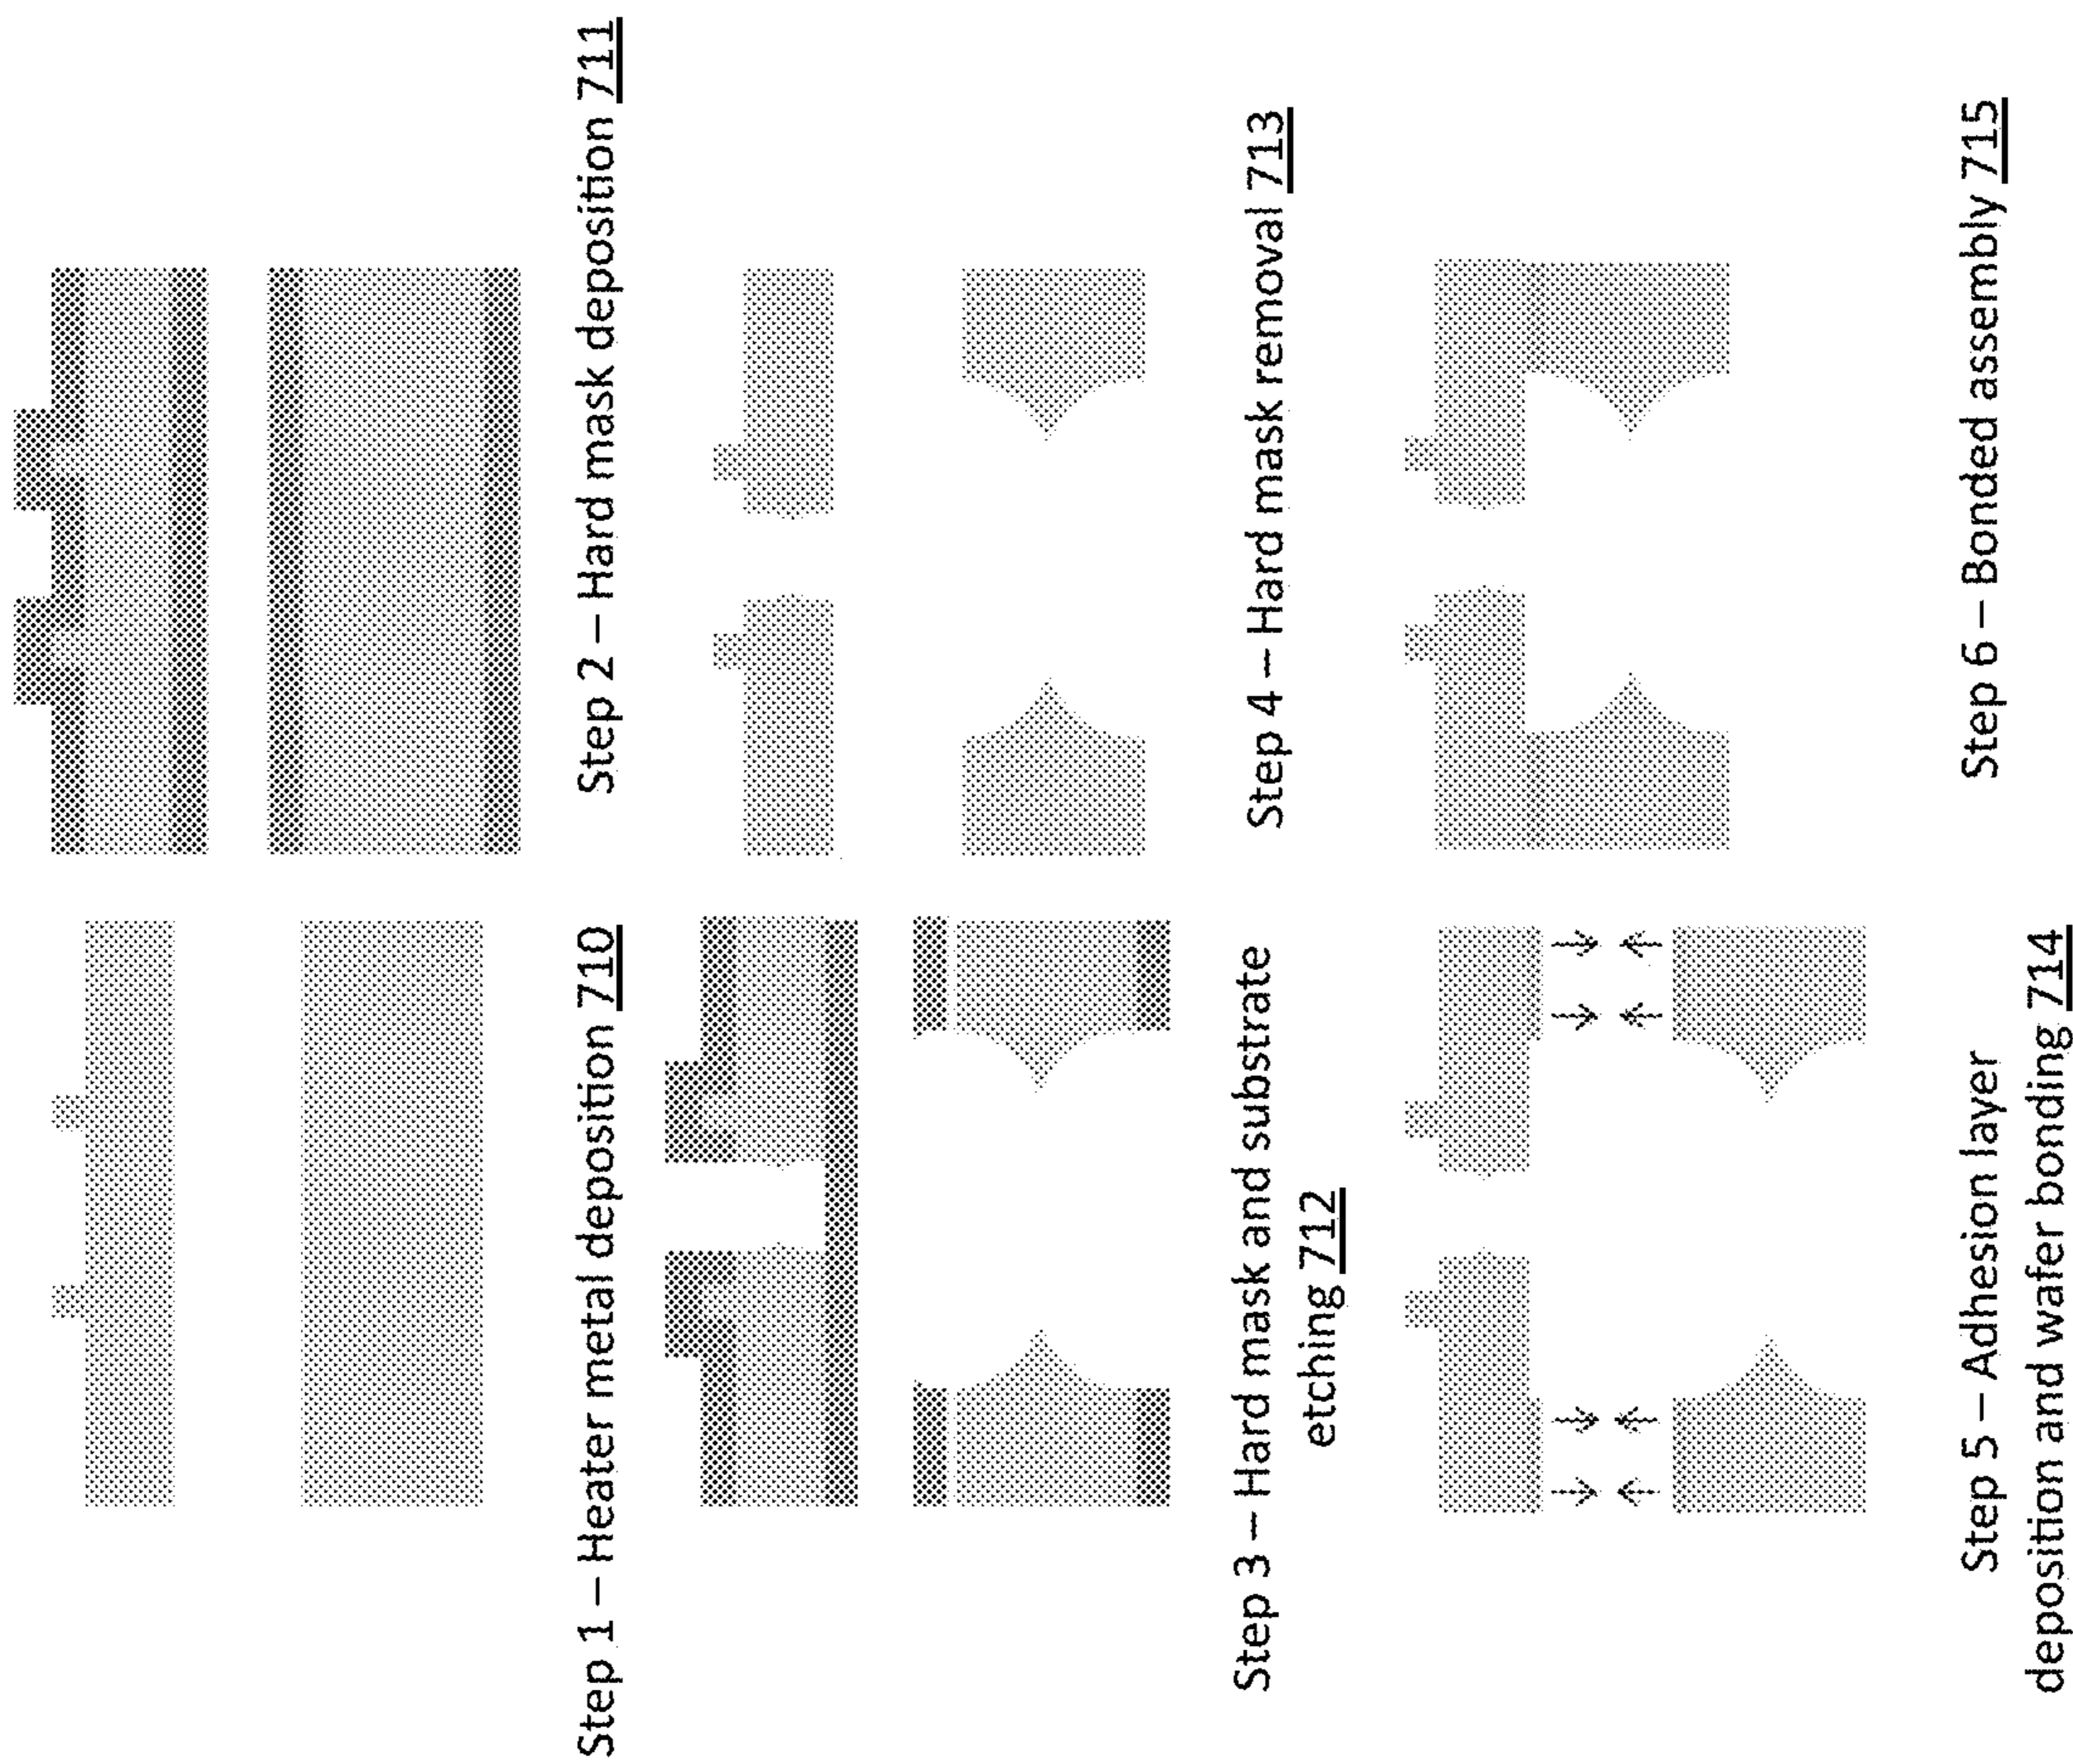 Step 1 – Heater metal deposition 710
Step 2 – Hard mask deposition 711
Step 3 – Hard mask and substrate
etching 712
Step 4 – Hard mask removal 713
Step 5 – Adhesion layer
deposition and wafer bonding 714
Step 6 – Bonded assembly 715